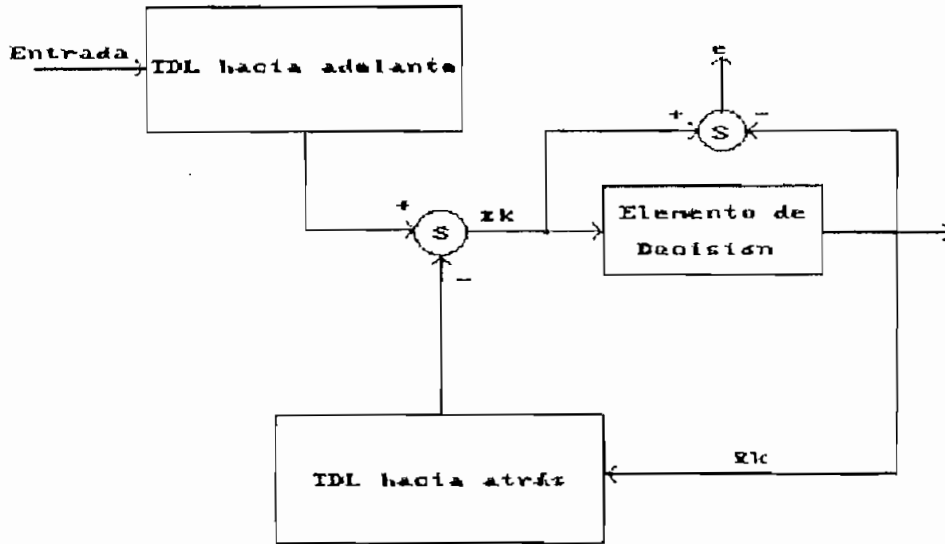 Entrada
TDL hacia adelante
e
+
-
S
Elemento de
Decisión
+
S
zk
-
TDL hacia atrás